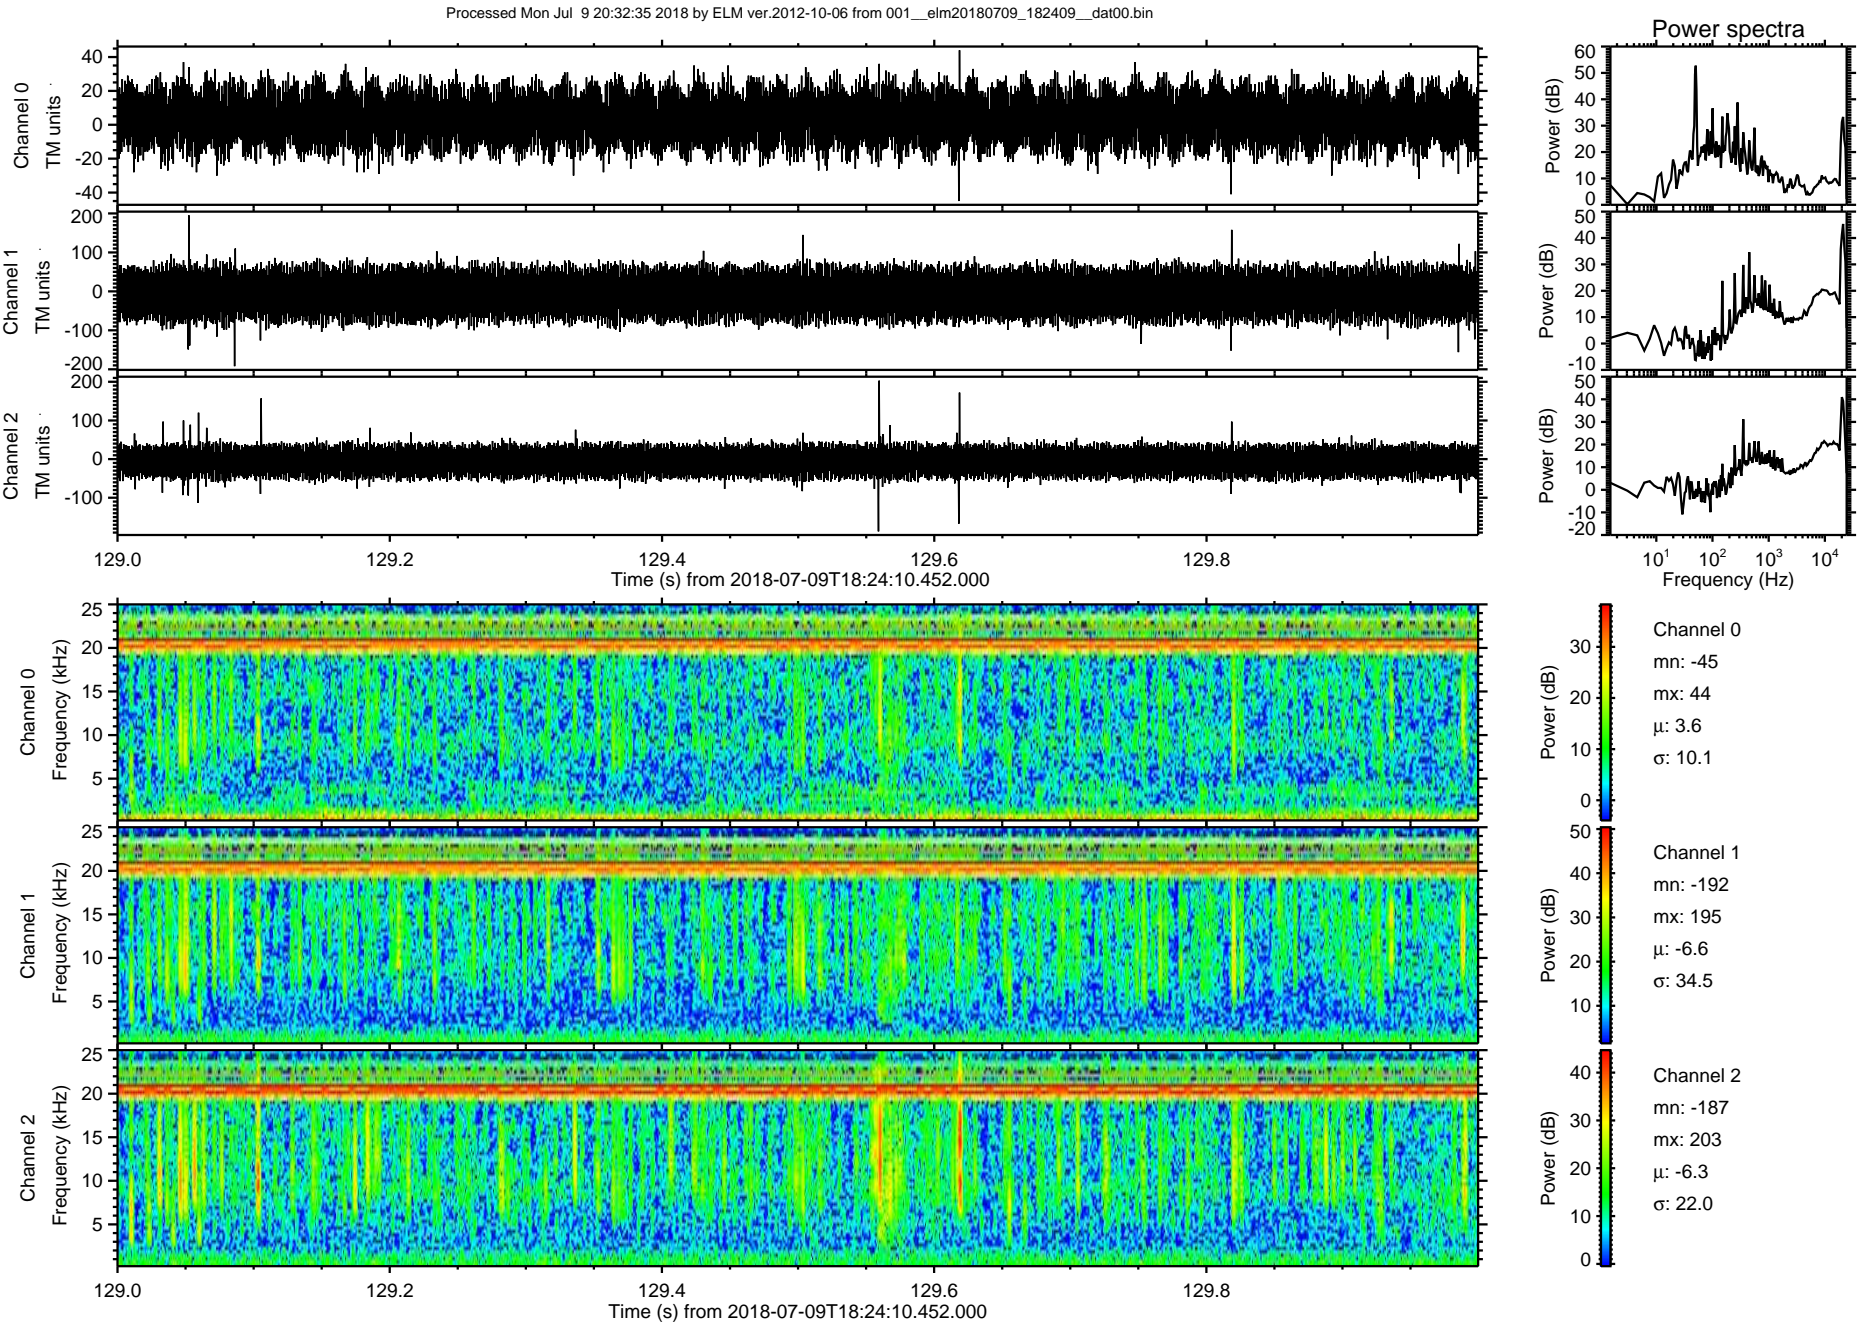 Processed Mon Jul  9 20:32:35 2018 by ELM ver.2012-10-06 from 001__elm20180709_182409__dat00.bin
Power spectra
Channel 0
TM units
40
20
0
-20
-40
Power (dB)
60
50
40
30
20
10
0
Channel 1
TM units
200
100
0
-100
-200
Power (dB)
50
40
30
20
10
0
-10
Channel 2
TM units
200
100
0
-100
Power (dB)
50
40
30
20
10
0
-10
-20
129.0 129.2 129.4 129.6 129.8
Time (s) from 2018-07-09T18:24:10.452.000
10^1 10^2 10^3 10^4
Frequency (Hz)
Channel 0
Frequency (kHz)
25
20
15
10
5
Power (dB)
30
20
10
0
Channel 0
mn: -45
mx: 44
μ: 3.6
σ: 10.1
Channel 1
Frequency (kHz)
25
20
15
10
5
Power (dB)
50
40
30
20
10
Channel 1
mn: -192
mx: 195
μ: -6.6
σ: 34.5
Channel 2
Frequency (kHz)
25
20
15
10
5
Power (dB)
40
30
20
10
0
Channel 2
mn: -187
mx: 203
μ: -6.3
σ: 22.0
129.0 129.2 129.4 129.6 129.8
Time (s) from 2018-07-09T18:24:10.452.000